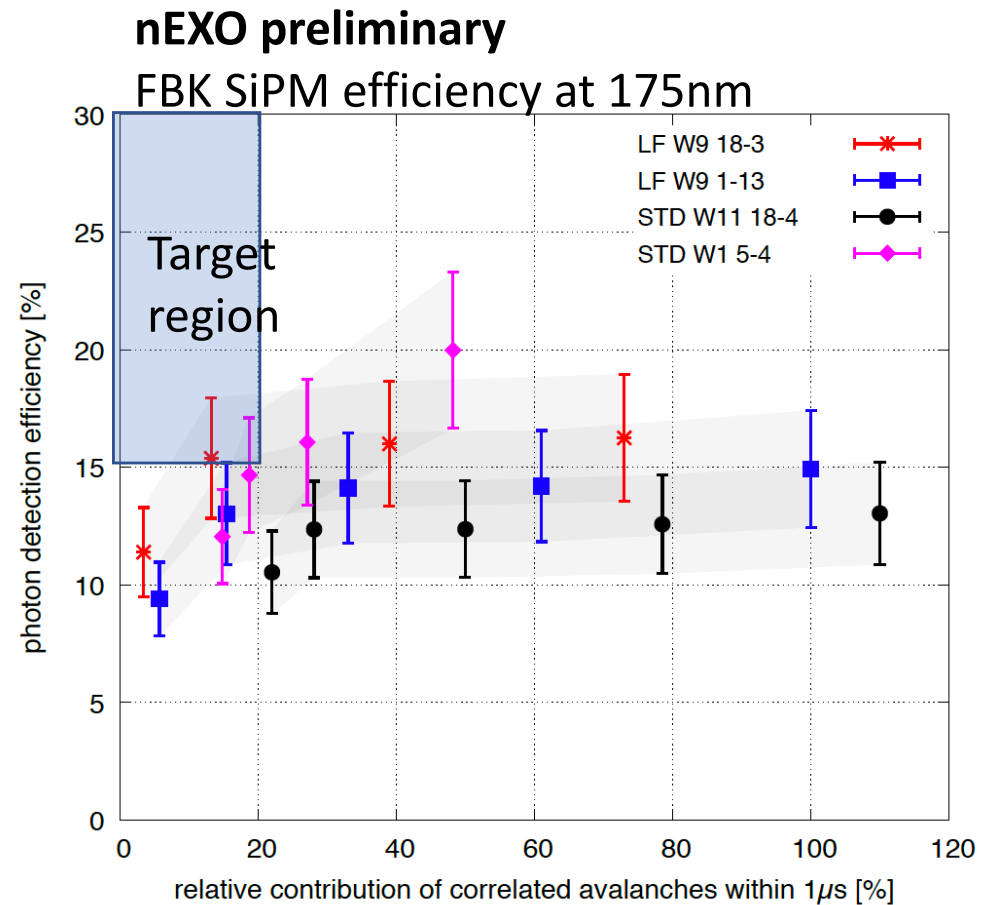 nEXO preliminary
FBK SiPM efficiency at 175nm
30
25
20
15
10
5
0
photon detection efficiency [%]
Target
region
LF W9 18-3
LF W9 1-13
STD W11 18-4
STD W1 5-4
0 20 40 60 80 100 120
relative contribution of correlated avalanches within 1μs [%]